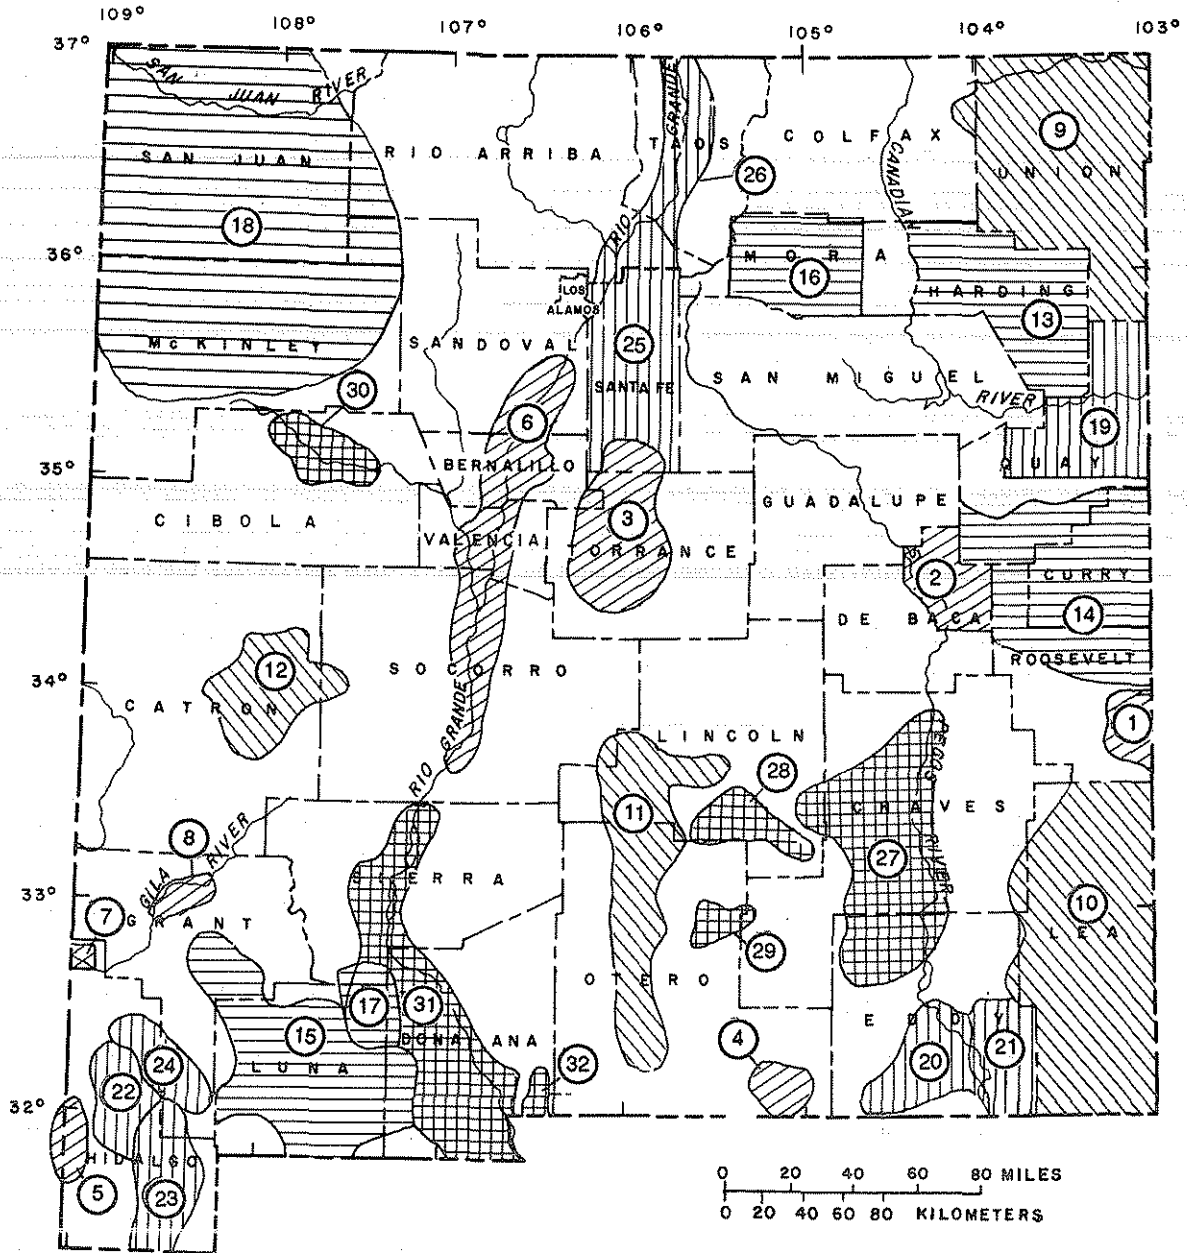 109°
108°
107°
106°
105°
104°
103°
37°
SAN JUAN RIVER
RIO GRANDE
SAN JUAN
RIO ARRIBA
TAOS
COLFAX
CANADIAN
9
UNION
26
18
36°
MORA
16
LOS ALAMOS
HARDING
13
McKINLEY
SANDOVAL
25
SANTA FE
SAN MIGUEL
RIVER
30
6
19
QUAY
35°
BERNALILLO
GUADALUPE
CIBOLA
VALENCIA
3
TORRANCE
2
CURRY
DE BACA
14
ROOSEVELT
12
SOCORRO
34°
CATRON
1
LINCOLN
RIO GRANDE
PECOS RIVER
28
11
CHAVES
8
GILA RIVER
27
33°
7
GRANT
SIERRA
10
LEA
29
OTERO
17
31
15
DONA ANA
EDDY
LUNA
4
32
20
21
24
22
32°
HIDALGO
5
23
0 20 40 60 80 MILES
0 20 40 60 80 KILOMETERS